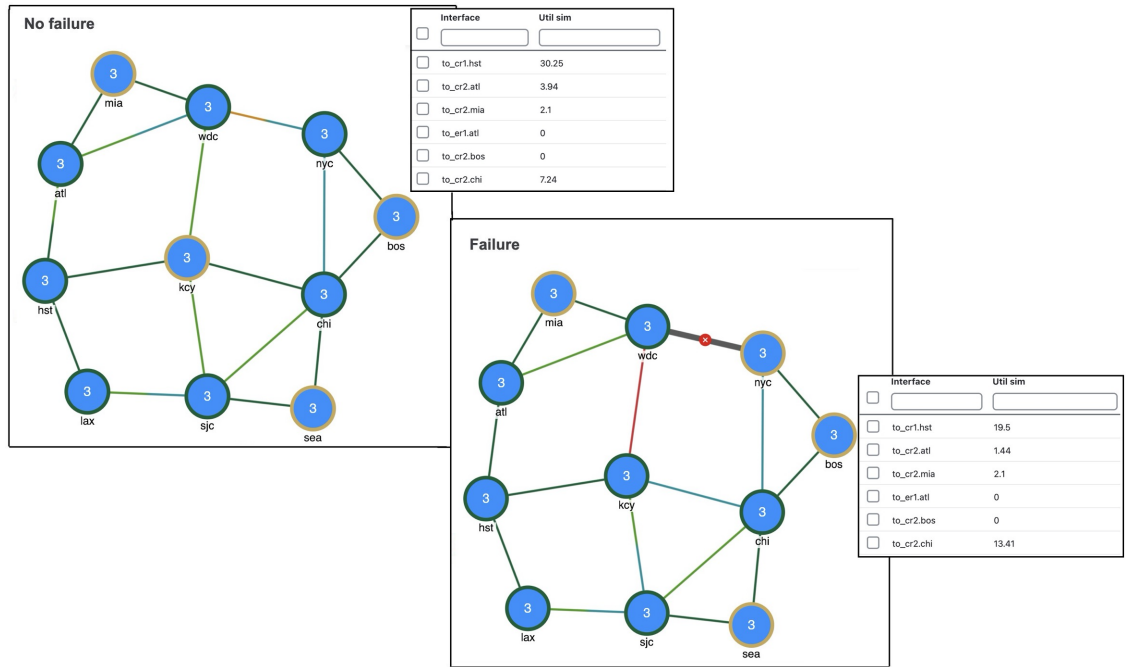 No failure
3
mia
3
wdc
3
nyc
3
atl
3
bos
3
kcy
3
hst
3
chi
3
lax
3
sjc
3
sea
Interface Util sim
to_cr1.hst 30.25
to_cr2.atl 3.94
to_cr2.mia 2.1
to_er1.atl 0
to_cr2.bos 0
to_cr2.chi 7.24
Failure
3
mia
3
wdc
3
nyc
3
atl
3
bos
3
kcy
3
hst
3
chi
3
lax
3
sjc
3
sea
Interface Util sim
to_cr1.hst 19.5
to_cr2.atl 1.44
to_cr2.mia 2.1
to_er1.atl 0
to_cr2.bos 0
to_cr2.chi 13.41